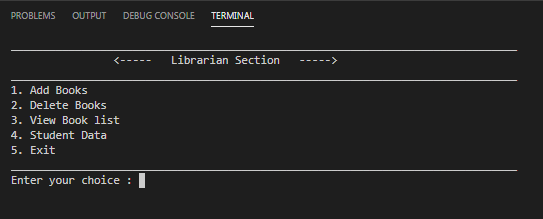 PROBLEMS OUTPUT DEBUG CONSOLE TERMINAL
<----- Librarian Section ----->
1. Add Books
2. Delete Books
3. View Book list
4. Student Data
5. Exit
Enter your choice :